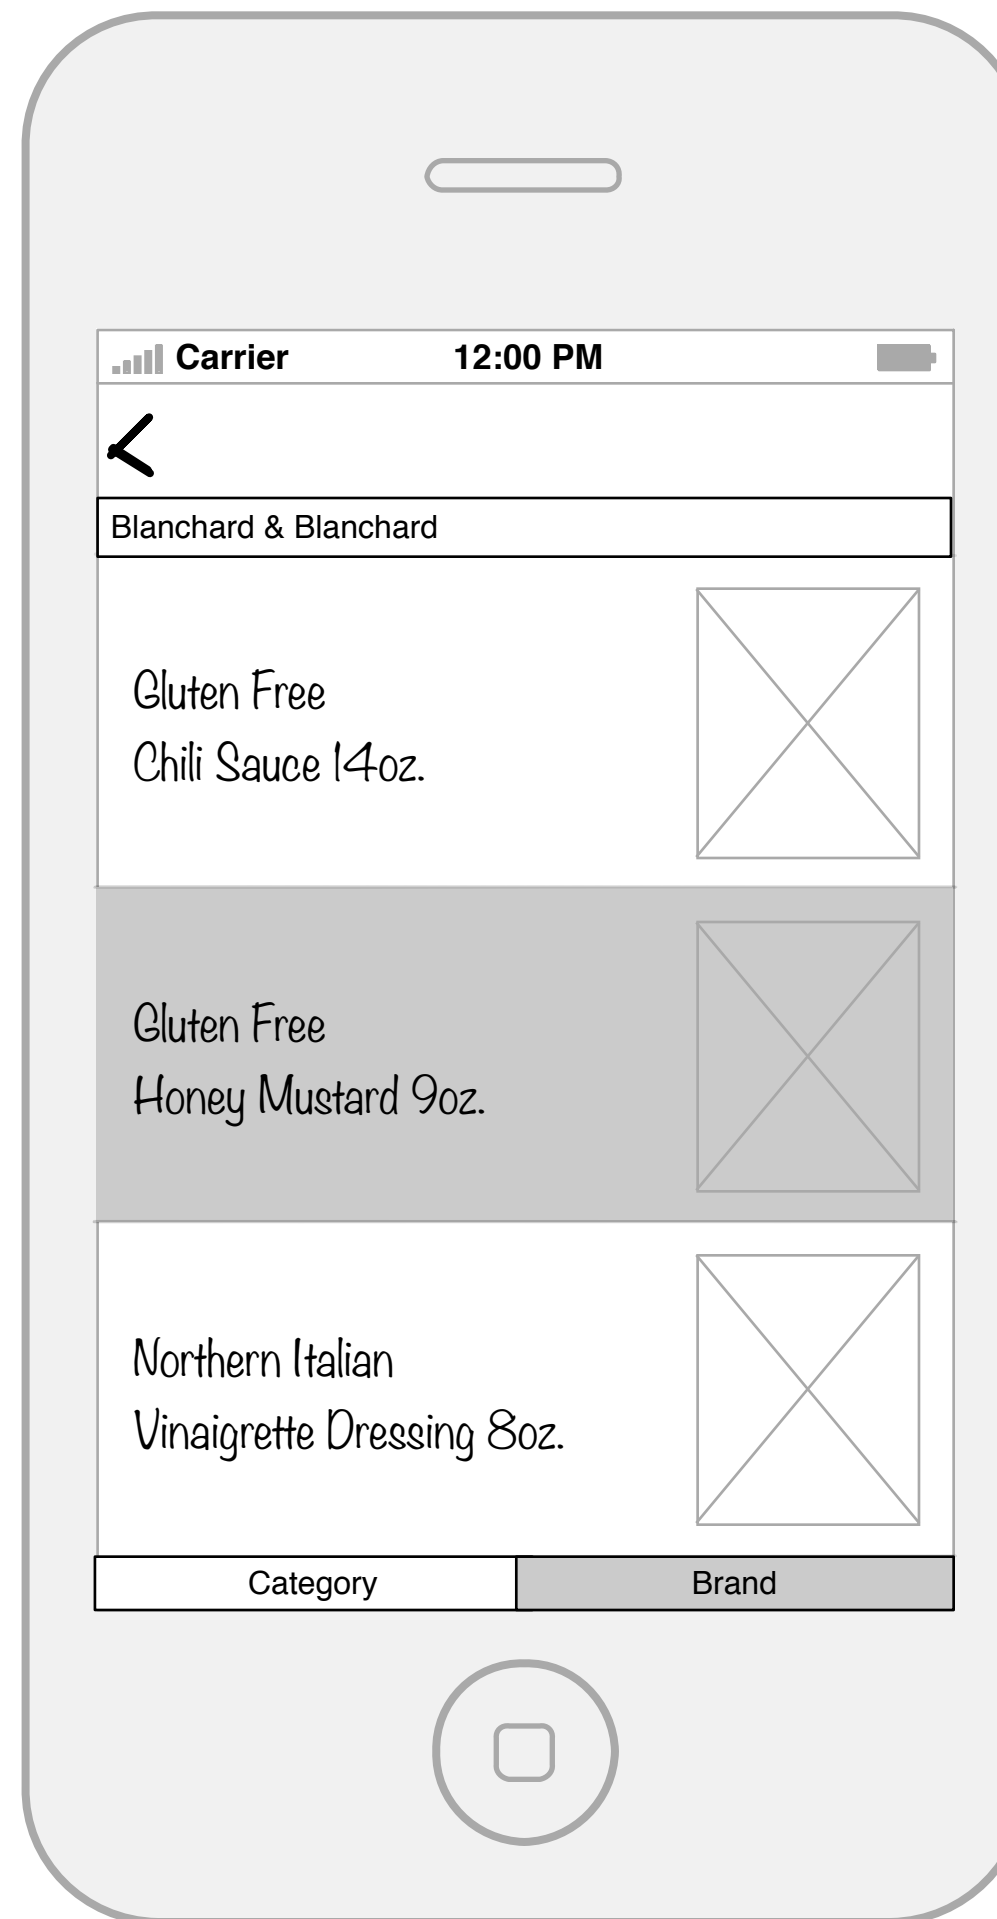 Carrier 12:00 PM
Blanchard & Blanchard
Gluten Free
Chili Sauce 14oz.
Gluten Free
Honey Mustard 9oz.
Northern Italian
Vinaigrette Dressing 8oz.
Category Brand